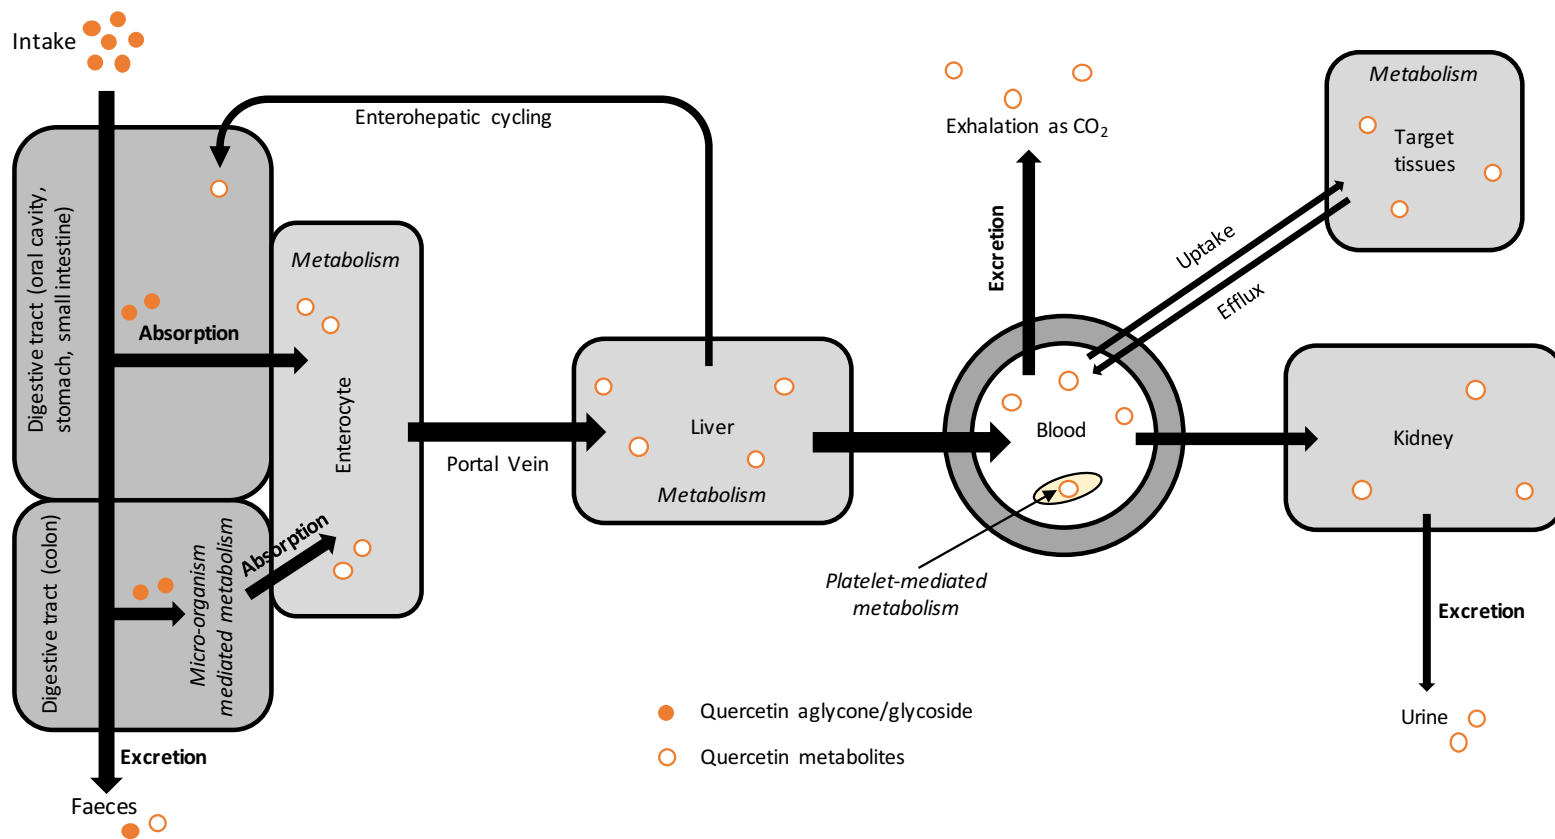 Intake
Enterohepatic cycling
Digestive tract (oral cavity,
stomach, small intestine)
Absorption
Metabolism
Enterocyte
Portal Vein
Digestive tract (colon)
Micro-organism
mediated metabolism
Absorption
Excretion
Faeces
Liver
Metabolism
Exhalation as CO₂
Excretion
Blood
Platelet-mediated
metabolism
Uptake
Efflux
Metabolism
Target
tissues
Kidney
Excretion
Urine
Quercetin aglycone/glycoside
Quercetin metabolites